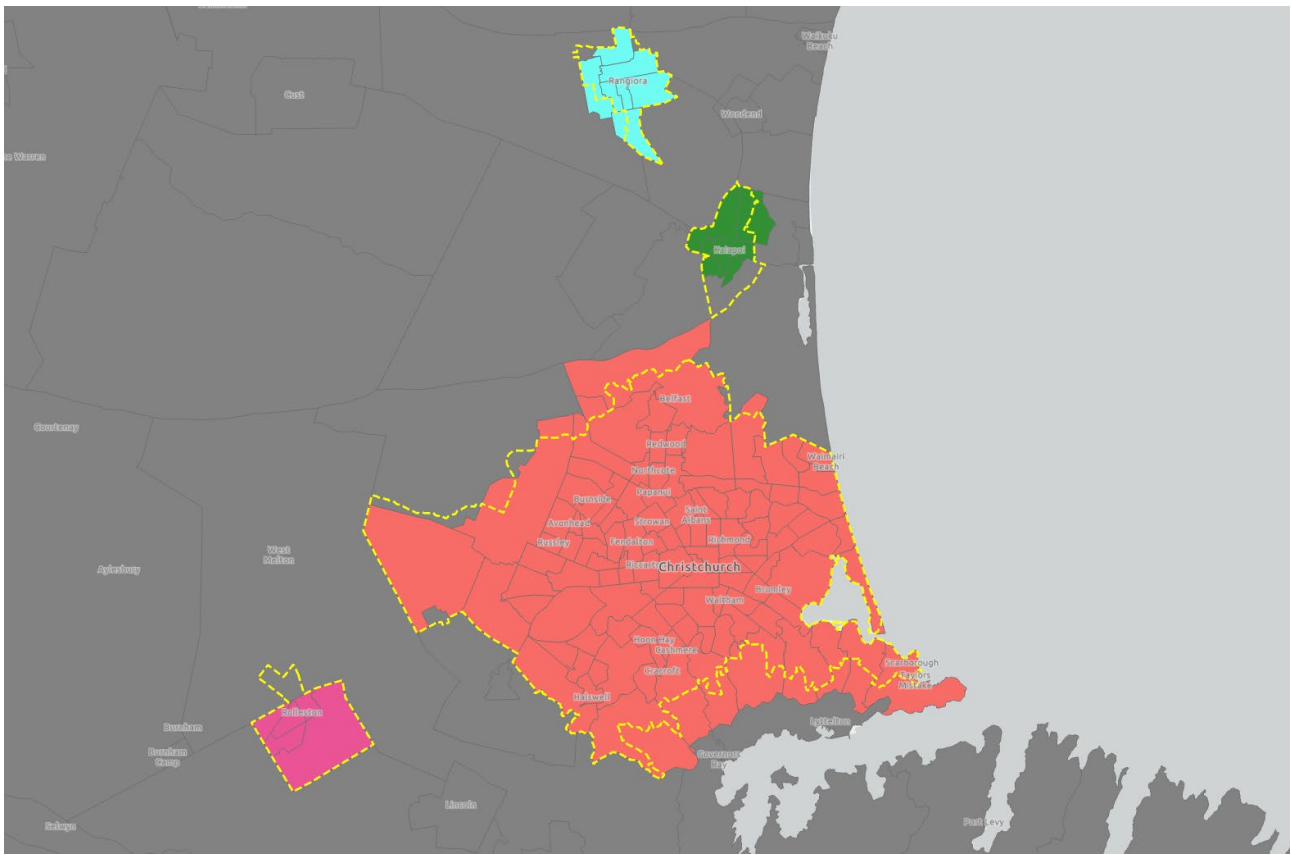 Waikuku
Beach
Rangiora
Cust
Woodend
Kaiapoi
Belfast
Courtenay
Redwood
Waimairi
Beach
Northcote
Papanui
Burnside
Saint
Albans
Avonhead
Strowan
Russley
Fendalton
Richmond
West
Melton
Riccarton
Christchurch
Aylesbury
Bromley
Waltham
Hoon Hay
Cashmere
Scarborough
Cracroft
Taylors
Mistake
Halswell
Rolleston
Lyttelton
Burnham
Governors
Bay
Burnham
Camp
Lincoln
Selwyn
Port Levy